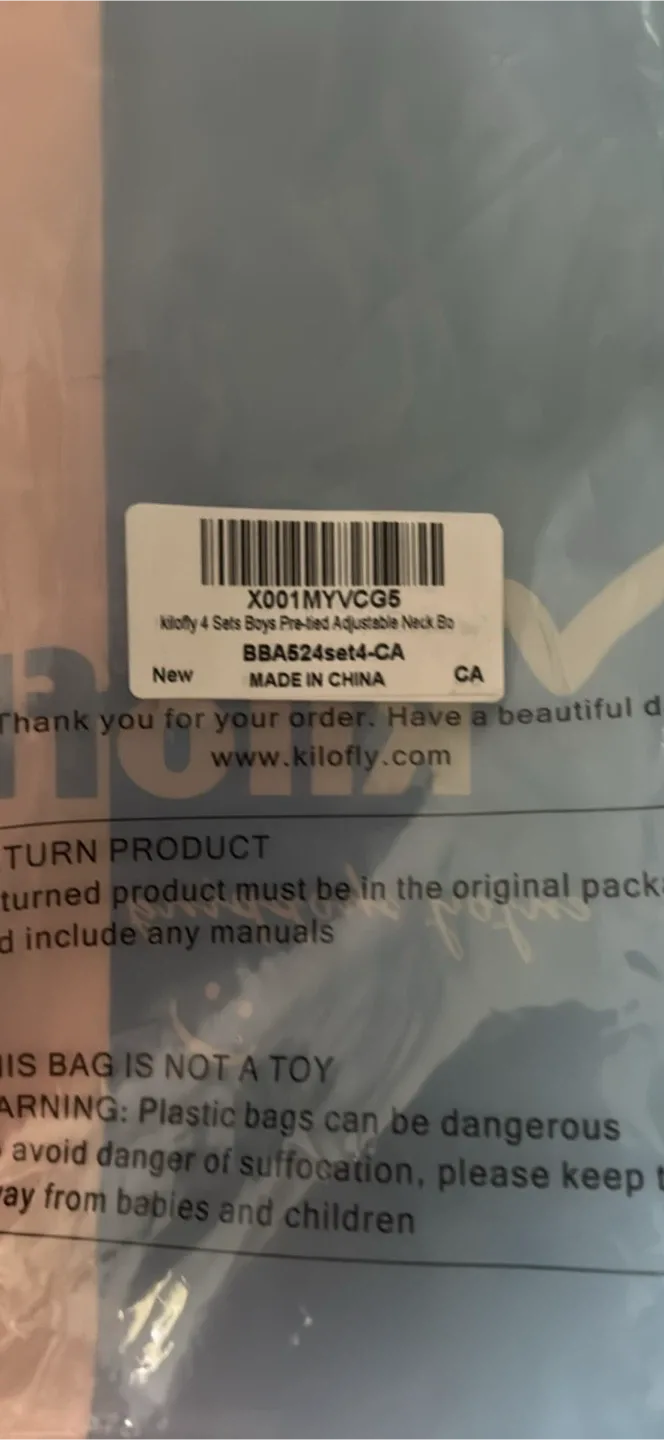 X001MYVCG5
kilofly 4 Sets Boys Pre-tied Adjustable Neck Bo
BBA524set4-CA
New MADE IN CHINA CA
Thank you for your order. Have a beautiful d
www.kilofly.com
TURN PRODUCT
turned product must be in the original pack
d include any manuals
enjoy shopping
IS BAG IS NOT A TOY
ARNING: Plastic bags can be dangerous
avoid danger of suffocation, please keep t
ay from babies and children